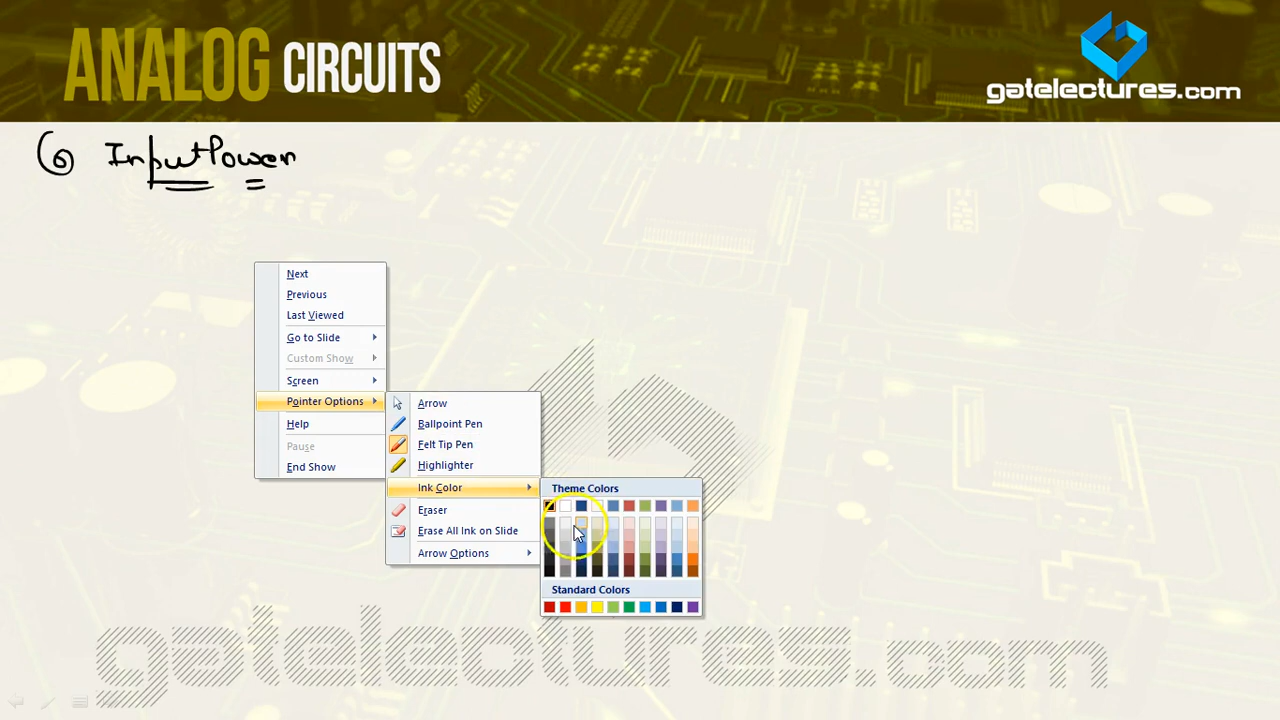 ANALOG CIRCUITS
gatelectures.com
6 Input Power
Next
Previous
Last Viewed
Go to Slide
Custom Show
Screen
Pointer Options
Help
Pause
End Show
Arrow
Ballpoint Pen
Felt Tip Pen
Highlighter
Ink Color
Eraser
Erase All Ink on Slide
Arrow Options
Theme Colors
Standard Colors
gatelectures.com